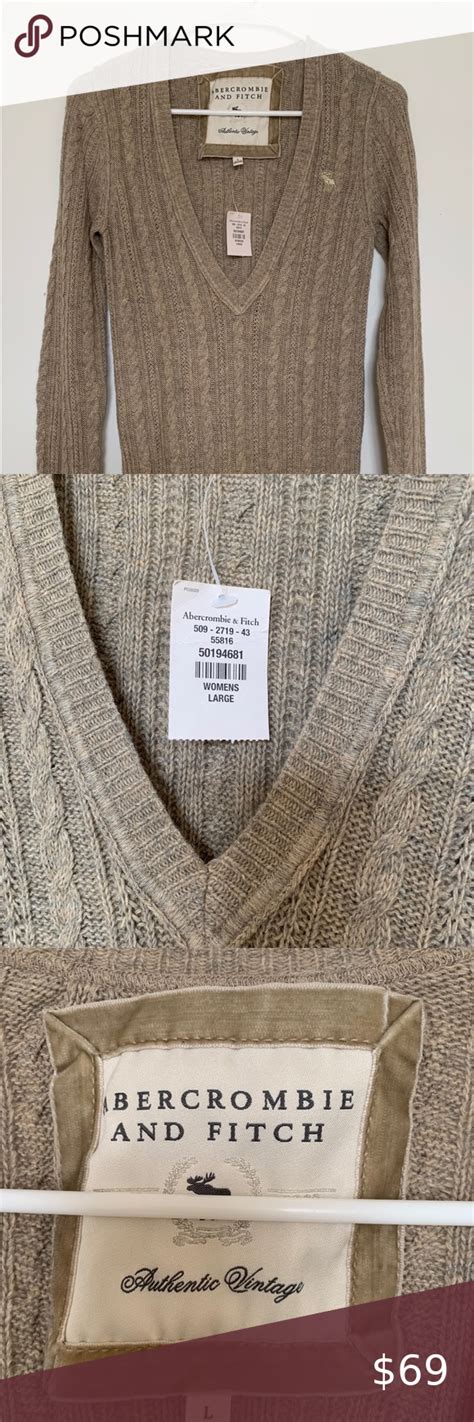 POSHMARK
ABERCROMBIE
AND FITCH
Authentic Vintage
Abercrombie & Fitch
509 - 2719 - 43
55816
50194681
WOMENS
LARGE
ABERCROMBIE
AND FITCH
Authentic Vintage
L
$69